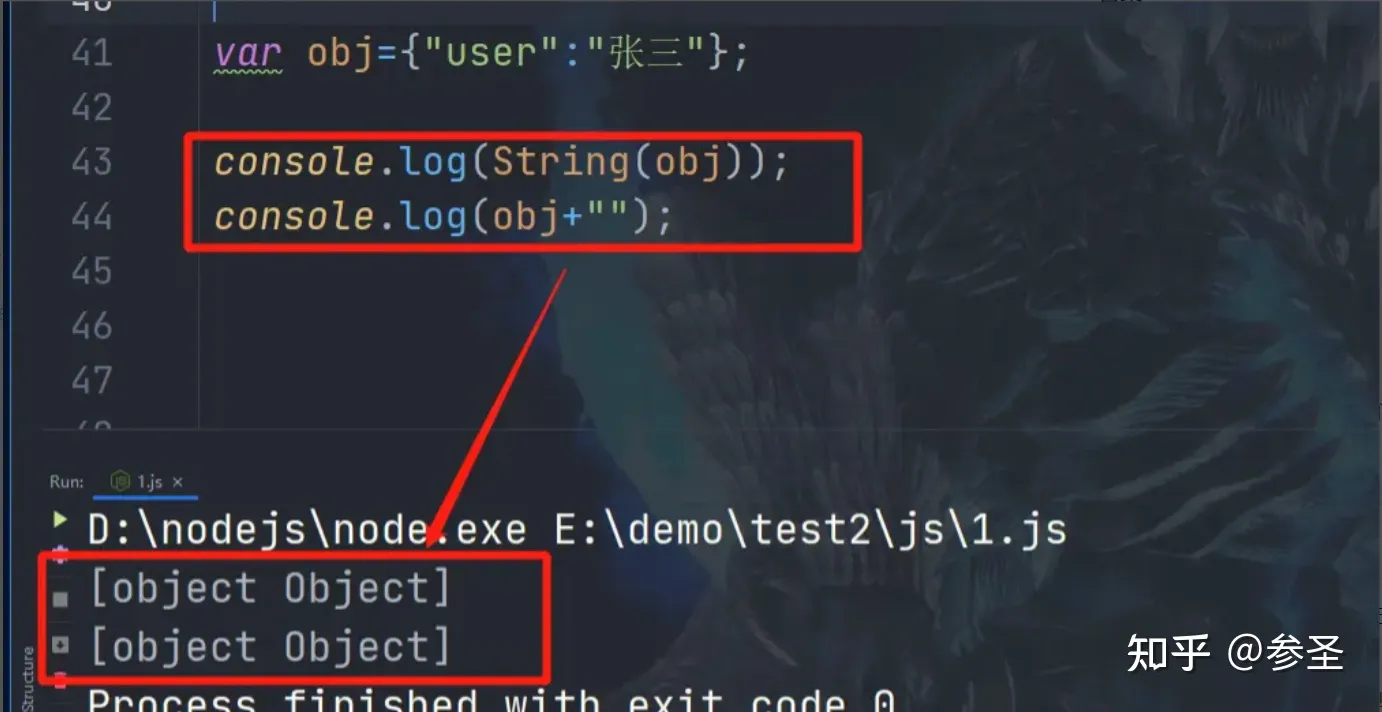 40
41 var obj={"user":"张三"};
42
43 console.log(String(obj));
44 console.log(obj+"");
45
46
47
48
Run: 1.js ×
D:\nodejs\node.exe E:\demo\test2\js\1.js
[object Object]
[object Object]
Structure
Process finished with exit code 0
知乎 @参圣